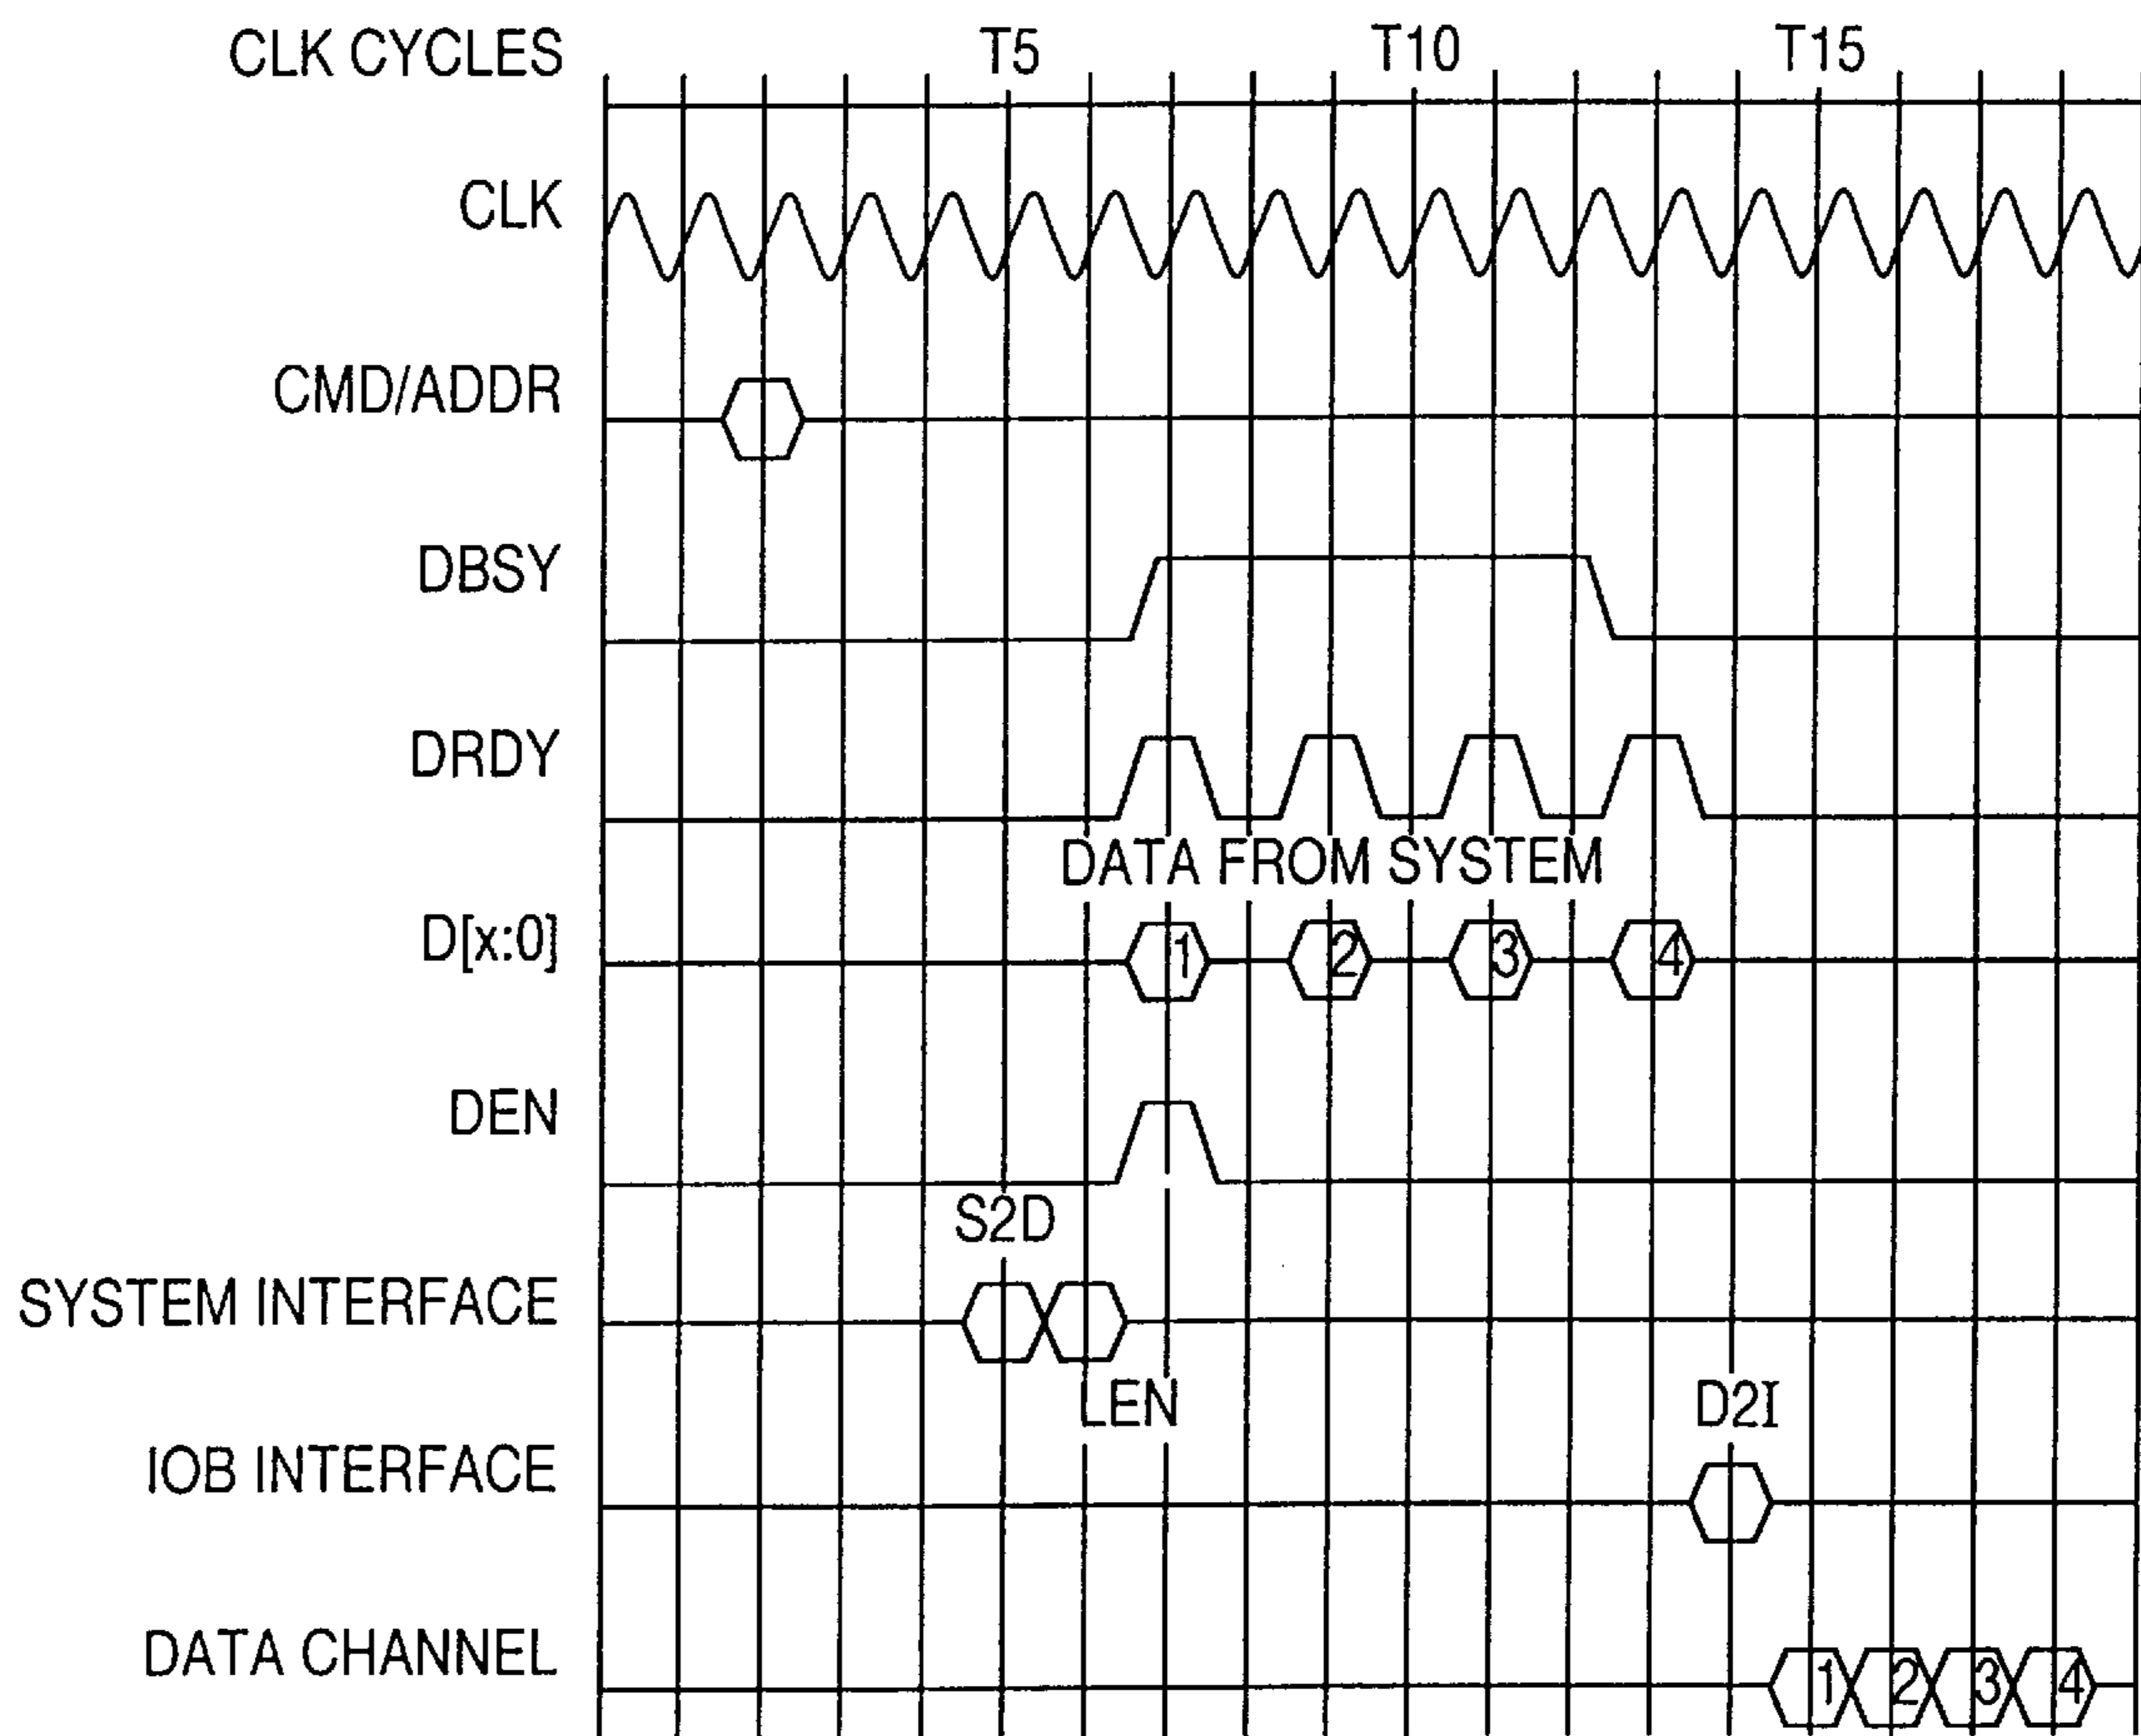 CLK CYCLES T5 T10 T15
CLK
CMD/ADDR
DBSY
DRDY
DATA FROM SYSTEM
D[x:0] 1 2 3 4
DEN
S2D
SYSTEM INTERFACE
LEN D2I
IOB INTERFACE
DATA CHANNEL 1 2 3 4